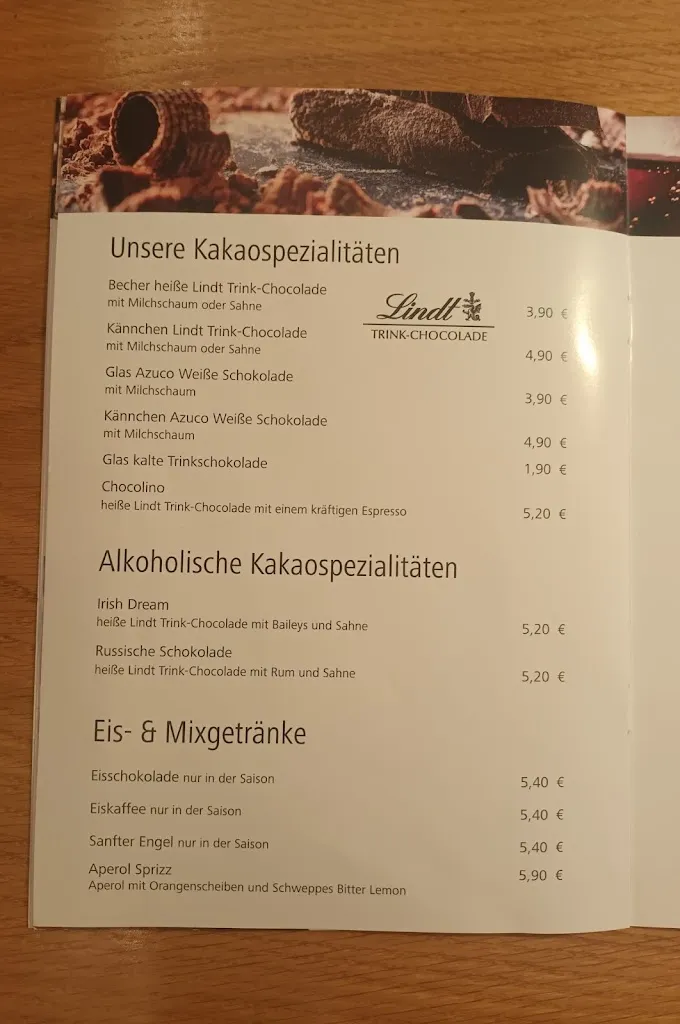 Unsere Kakaospezialitäten
Becher heiße Lindt Trink-Chocolade
mit Milchschaum oder Sahne 3,90 €
Lindt
TRINK-CHOCOLADE
Kännchen Lindt Trink-Chocolade
mit Milchschaum oder Sahne 4,90 €
Glas Azuco Weiße Schokolade
mit Milchschaum 3,90 €
Kännchen Azuco Weiße Schokolade
mit Milchschaum 4,90 €
Glas kalte Trinkschokolade 1,90 €
Chocolino
heiße Lindt Trink-Chocolade mit einem kräftigen Espresso 5,20 €
Alkoholische Kakaospezialitäten
Irish Dream
heiße Lindt Trink-Chocolade mit Baileys und Sahne 5,20 €
Russische Schokolade
heiße Lindt Trink-Chocolade mit Rum und Sahne 5,20 €
Eis- & Mixgetränke
Eisschokolade nur in der Saison 5,40 €
Eiskaffee nur in der Saison 5,40 €
Sanfter Engel nur in der Saison 5,40 €
Aperol Sprizz 5,90 €
Aperol mit Orangenscheiben und Schweppes Bitter Lemon